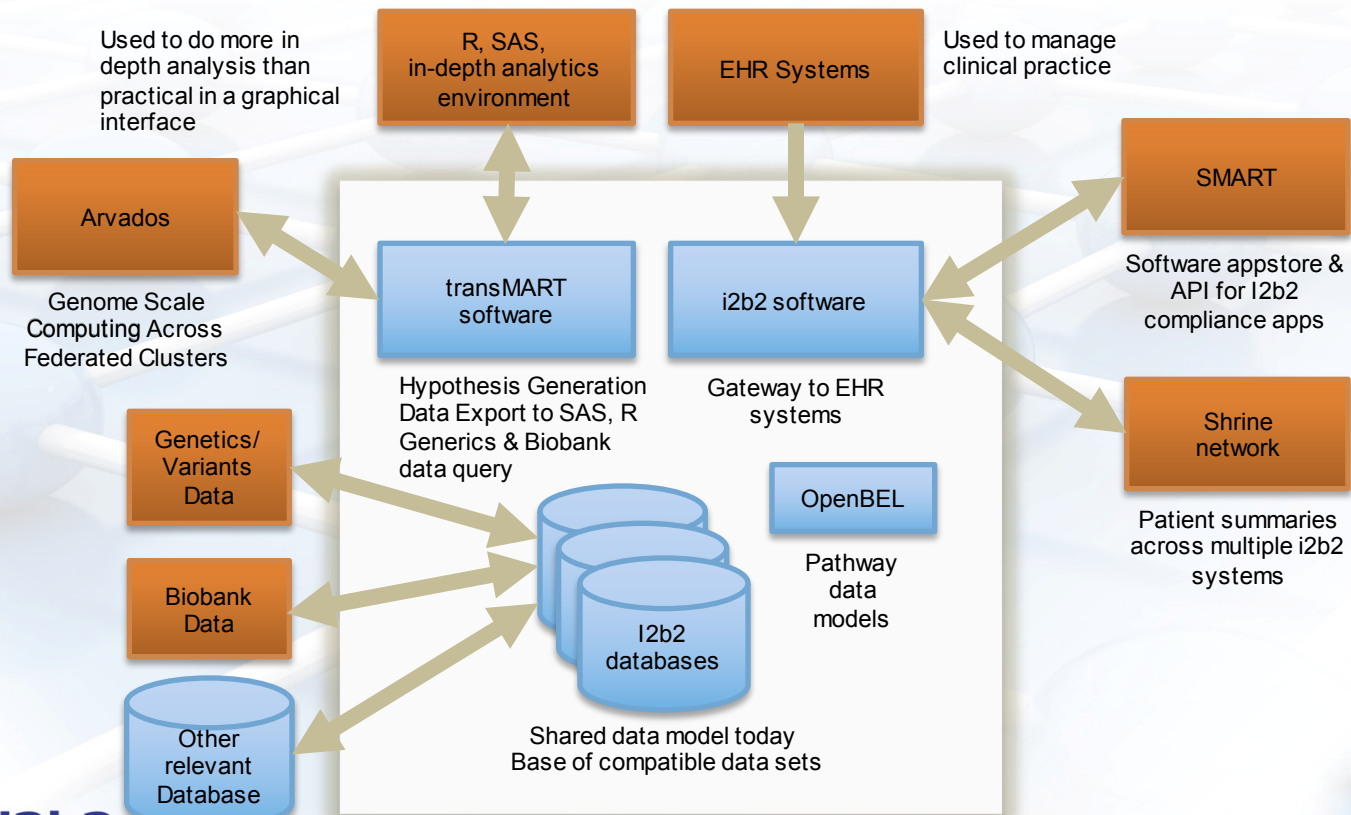 Used to do more in
depth analysis than
practical in a graphical
interface
R, SAS,
in-depth analytics
environment
EHR Systems
Used to manage
clinical practice
Arvados
Genome Scale
Computing Across
Federated Clusters
transMART
software
i2b2 software
SMART
Software appstore &
API for I2b2
compliance apps
Hypothesis Generation
Data Export to SAS, R
Generics & Biobank
data query
Gateway to EHR
systems
Shrine
network
Patient summaries
across multiple i2b2
systems
Genetics/
Variants
Data
OpenBEL
Pathway
data
models
Biobank
Data
I2b2
databases
Shared data model today
Base of compatible data sets
Other
relevant
Database